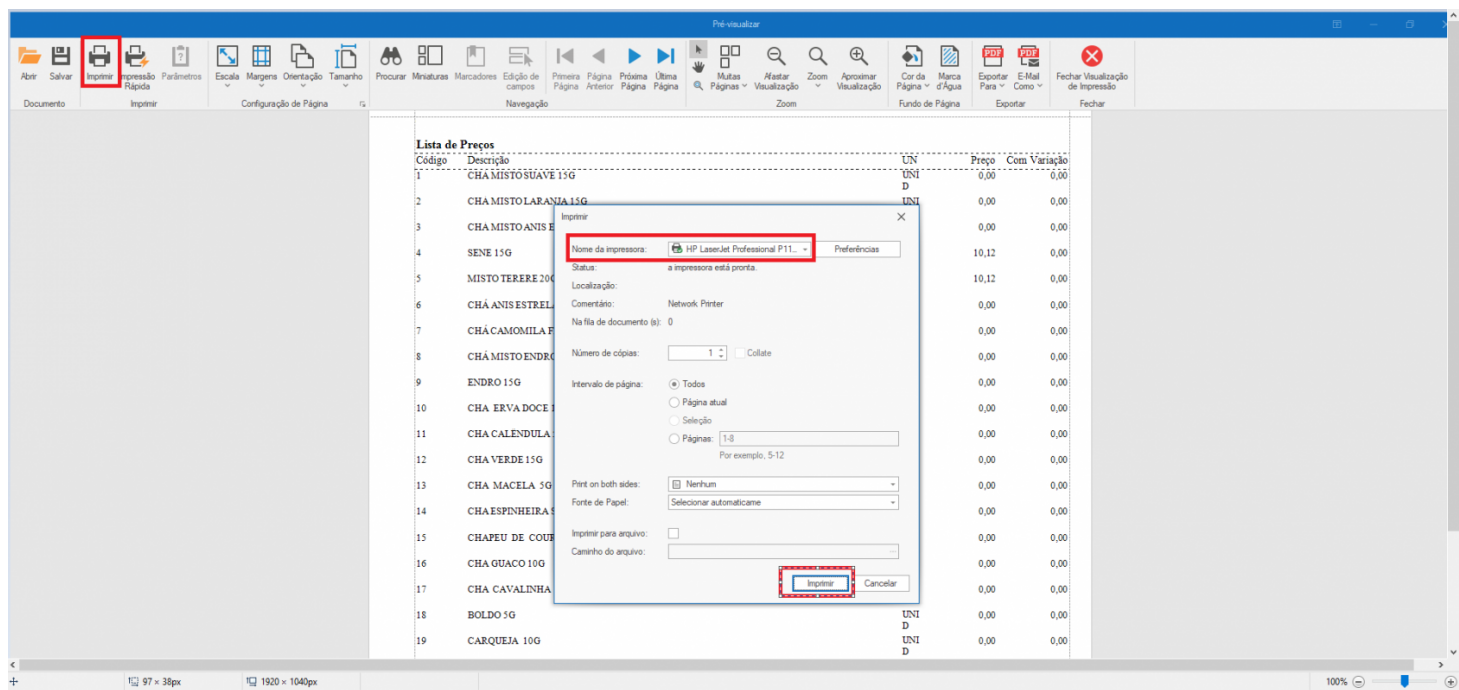 Pré-visualizar
Abrir Salvar Imprimir Impressão Rápida Parâmetros Escala Margens Orientação Tamanho Procurar Miniaturas Marcadores Edição de campos Primeira Página Página Anterior Próxima Página Última Página Muitas Páginas Afastar Visualização Zoom Aproximar Visualização Cor da Página Marca d'Água Exportar Para E-Mail Como Fechar Visualização de Impressão
Documento Imprimir Configuração de Página Navegação Zoom Fundo de Página Exportar Fechar
Lista de Preços
Código Descrição UN Preço Com Variação
1 CHA MISTO SUAVE 15G UNI D 0,00 0,00
2 CHA MISTO LARANJA 15G UNI 0,00 0,00
3 CHA MISTO ANIS E 0,00 0,00
4 SENE 15G 10,12 0,00
5 MISTO TERERE 200 10,12 0,00
6 CHÁ ANIS ESTREL 0,00 0,00
7 CHÁ CAMOMILA F 0,00 0,00
8 CHÁ MISTO ENDRO 0,00 0,00
9 ENDRO 15G 0,00 0,00
10 CHA ERVA DOCE 1 0,00 0,00
11 CHA CALÊNDULA 0,00 0,00
12 CHA VERDE 15G 0,00 0,00
13 CHA MACELA 5G 0,00 0,00
14 CHA ESPINHEIRA S 0,00 0,00
15 CHAPEU DE COUR 0,00 0,00
16 CHA GUACO 10G 0,00 0,00
17 CHA CAVALINHA 0,00 0,00
18 BOLDO 5G UNI D 0,00 0,00
19 CARQUEJA 10G UNI D 0,00 0,00
Imprimir
Nome da impressora: HP LaserJet Professional P11... Preferências
Status: a impressora está pronta.
Localização:
Comentário: Network Printer
Na fila de documento (s): 0
Número de cópias: 1 Collate
Intervalo de página: Todos
Página atual
Seleção
Páginas: 1-8
Por exemplo, 5-12
Print on both sides: Nenhum
Fonte de Papel: Selecionar automaticame
Imprimir para arquivo:
Caminho do arquivo:
Imprimir Cancelar
97 × 38px 1920 × 1040px 100%